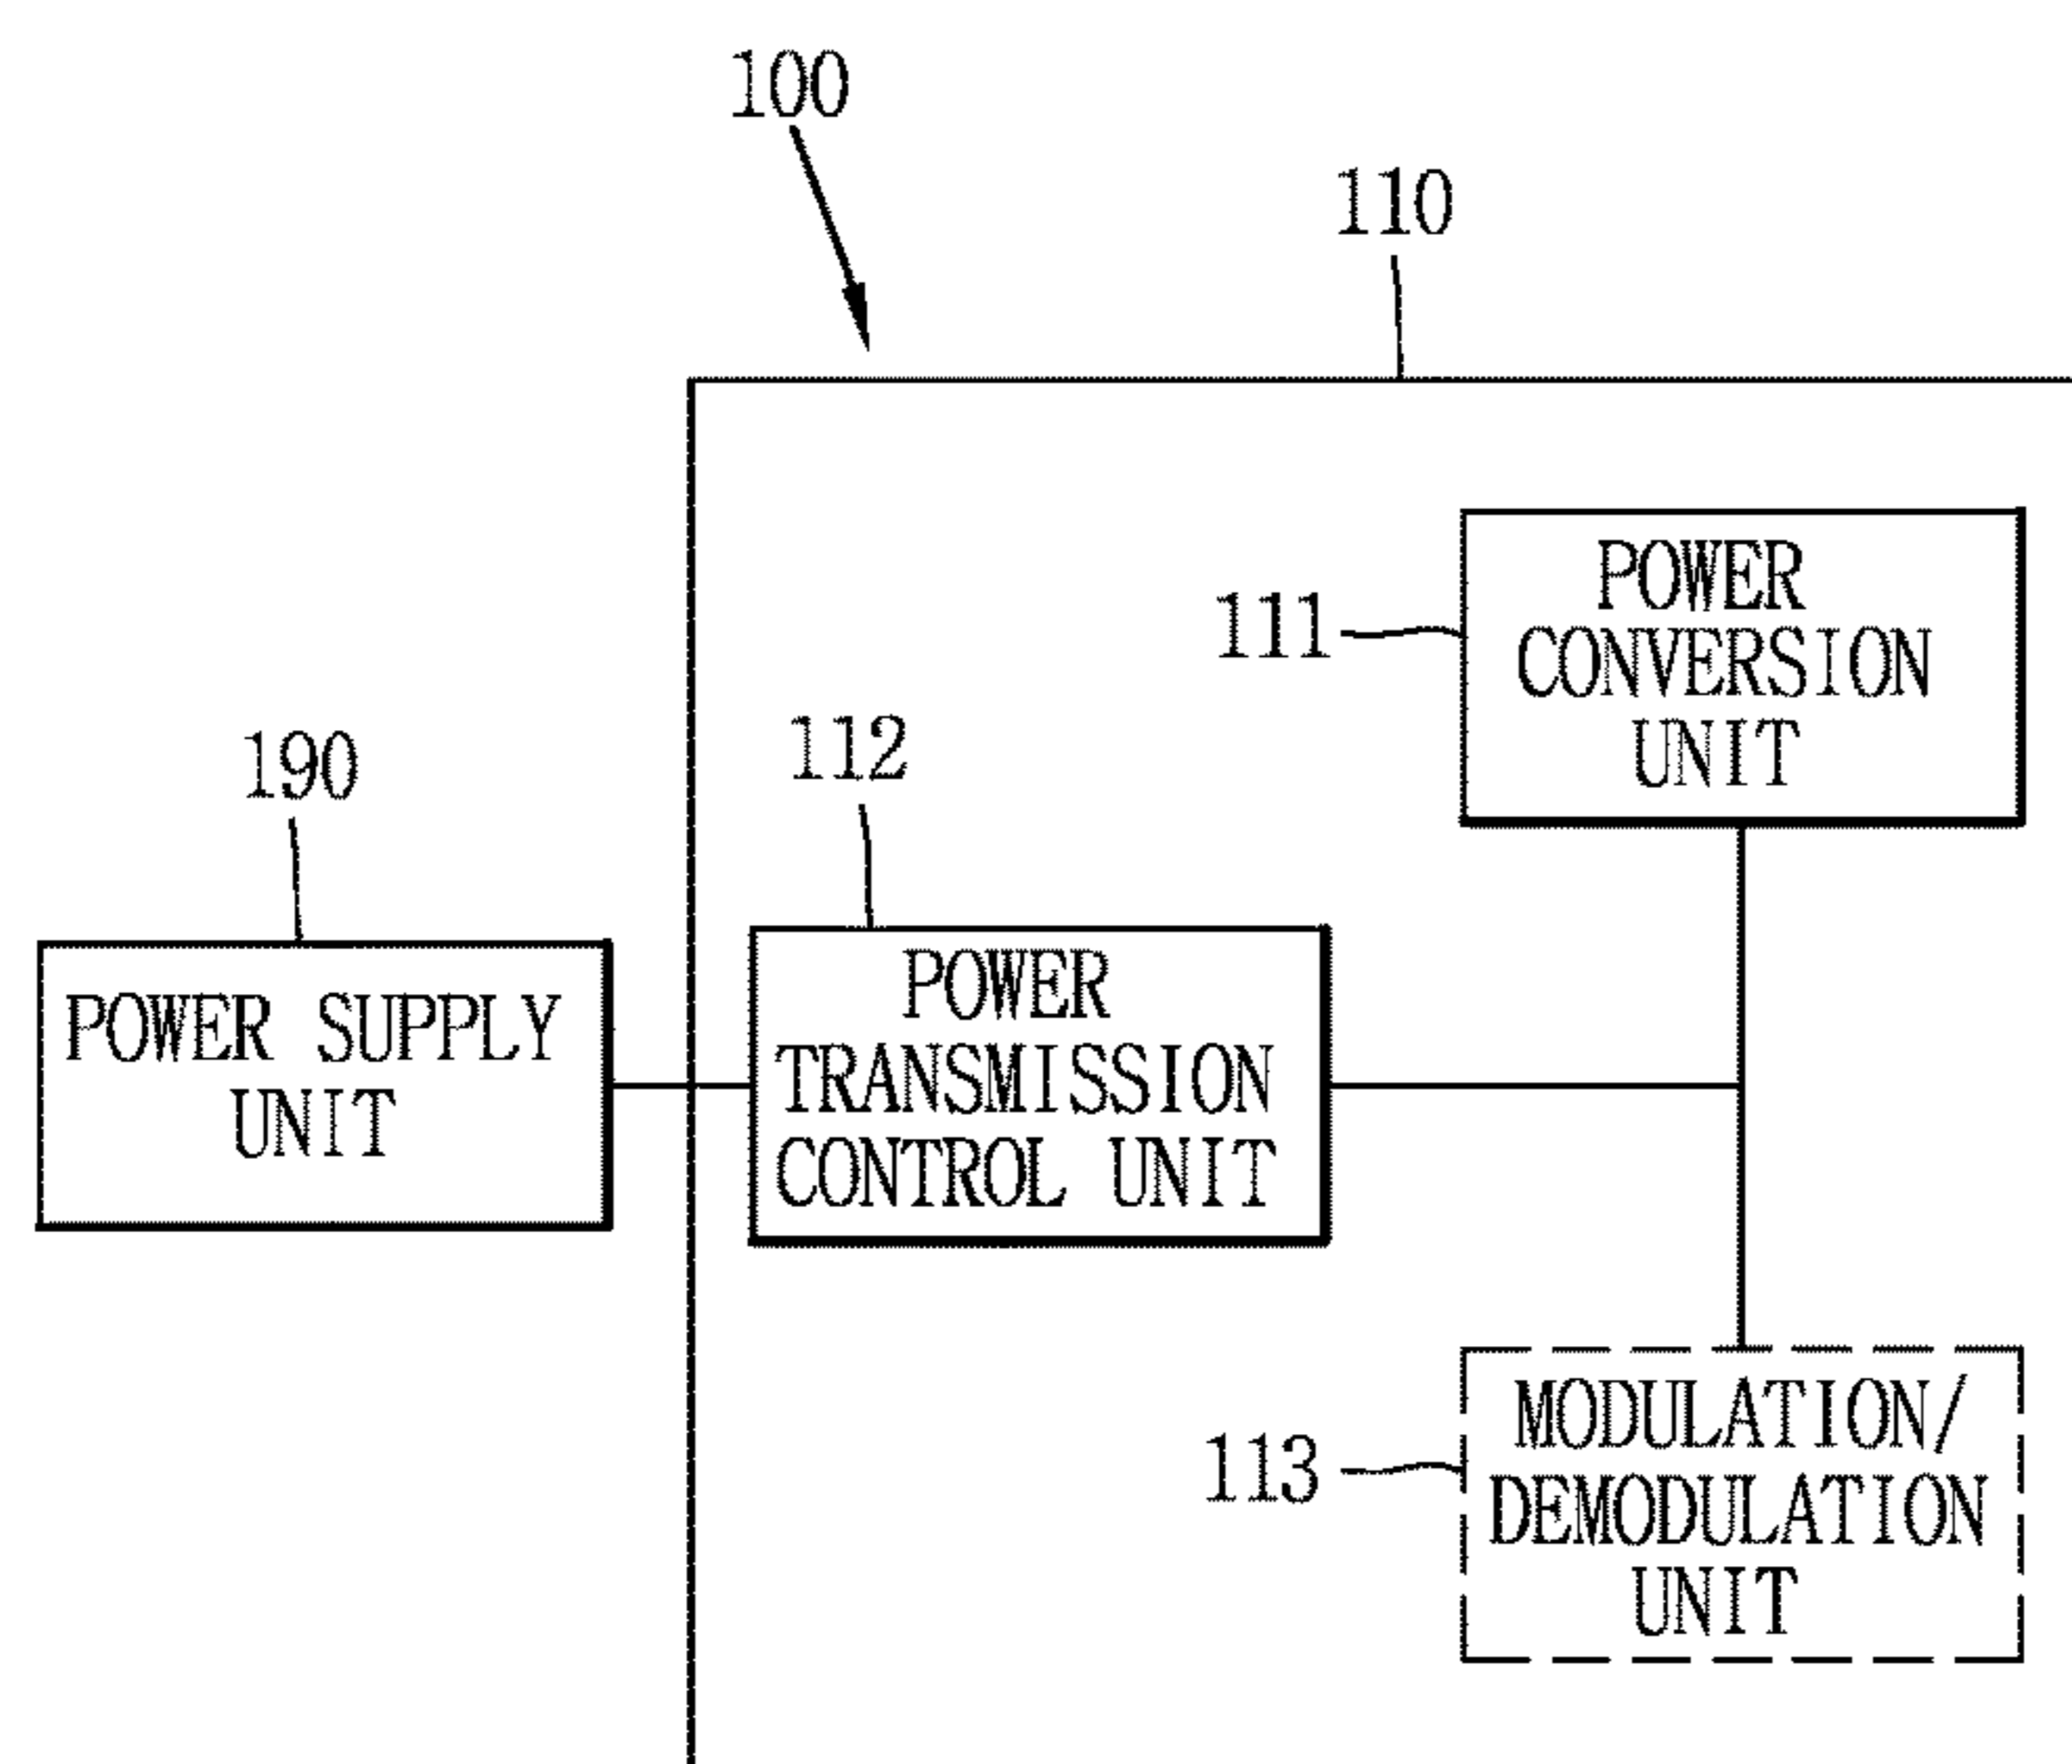 100
110
111
POWER
CONVERSION
UNIT
190
112
POWER SUPPLY
UNIT
POWER
TRANSMISSION
CONTROL UNIT
113
MODULATION/
DEMODULATION
UNIT